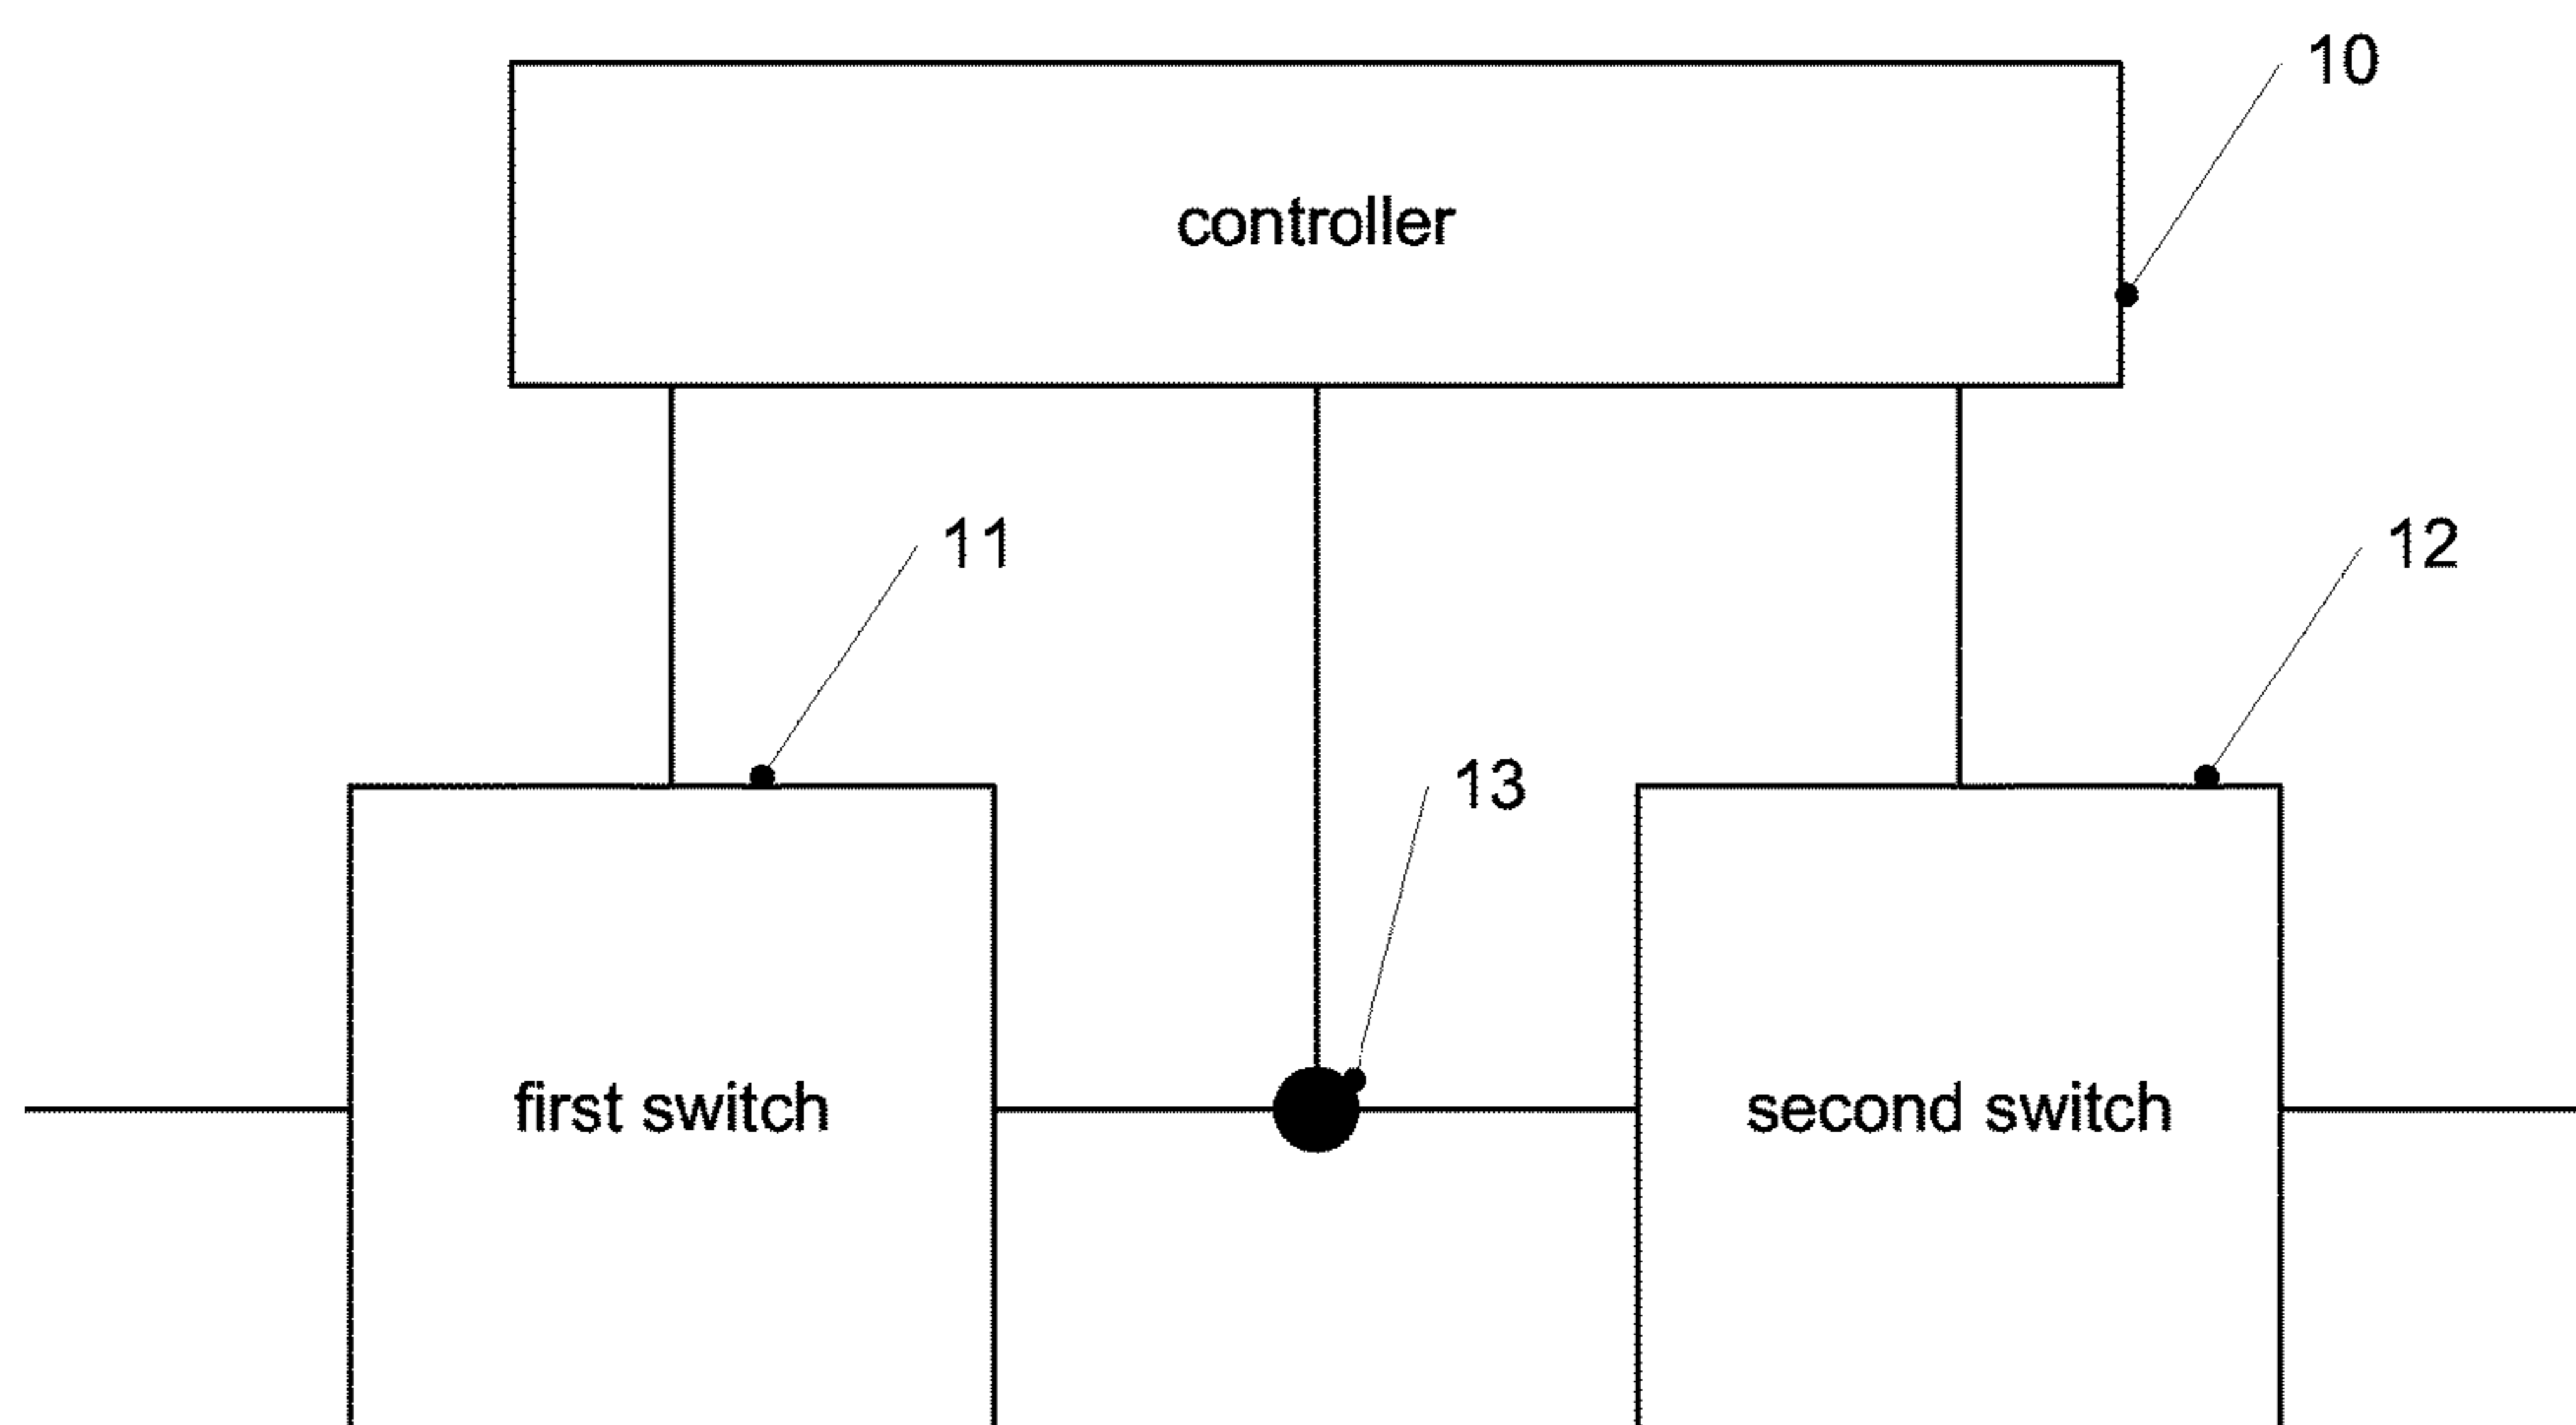 10
controller
11
12
13
first switch
second switch